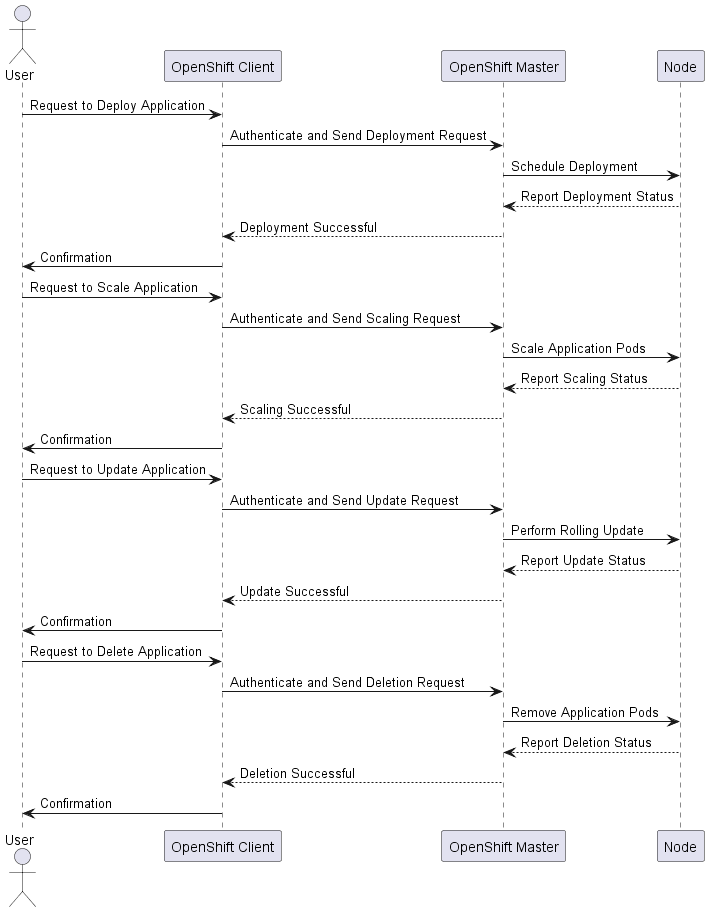 User
OpenShift Client
OpenShift Master
Node
Request to Deploy Application
Authenticate and Send Deployment Request
Schedule Deployment
Report Deployment Status
Deployment Successful
Confirmation
Request to Scale Application
Authenticate and Send Scaling Request
Scale Application Pods
Report Scaling Status
Scaling Successful
Confirmation
Request to Update Application
Authenticate and Send Update Request
Perform Rolling Update
Report Update Status
Update Successful
Confirmation
Request to Delete Application
Authenticate and Send Deletion Request
Remove Application Pods
Report Deletion Status
Deletion Successful
Confirmation
User
OpenShift Client
OpenShift Master
Node